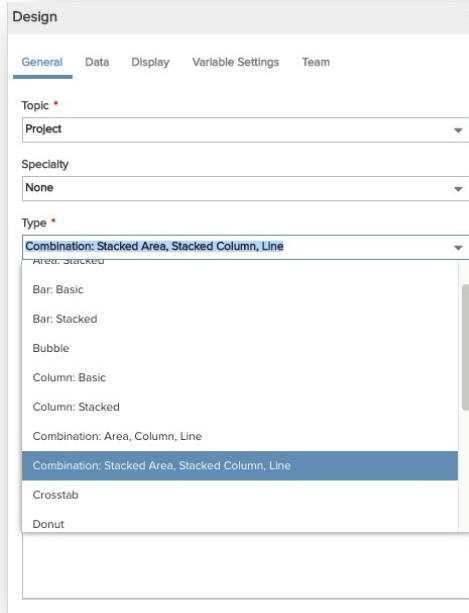 Design
General Data Display Variable Settings Team
Topic *
Project
Specialty
None
Type *
Combination: Stacked Area, Stacked Column, Line
Area: Stacked
Bar: Basic
Bar: Stacked
Bubble
Column: Basic
Column: Stacked
Combination: Area, Column, Line
Combination: Stacked Area, Stacked Column, Line
Crosstab
Donut